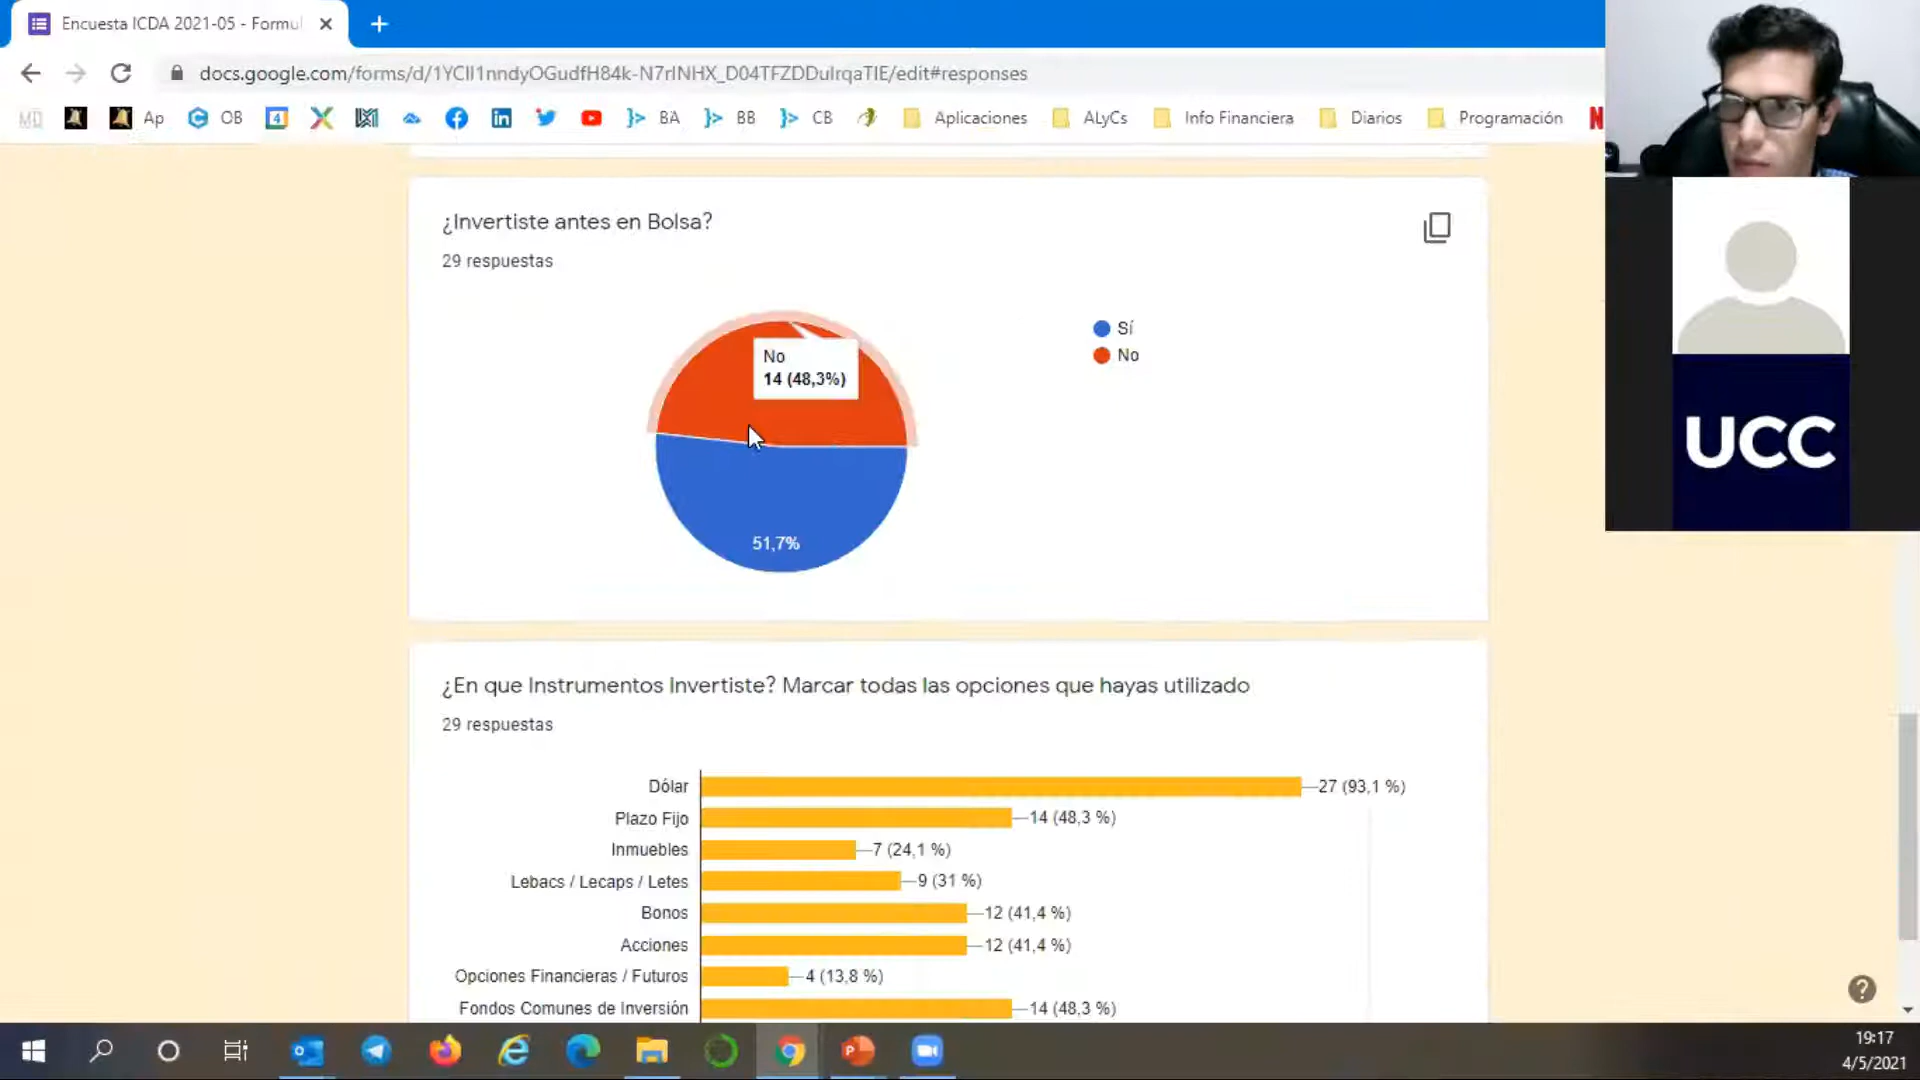 Encuesta ICDA 2021-05 - Formul
docs.google.com/forms/d/1YCll1nndyOGudfH84k-N7rlNHX_D04TFZDDulrqaTlE/edit#responses
MD Ap OB 4 BA BB CB Aplicaciones ALyCs Info Financiera Diarios Programación N
¿Invertiste antes en Bolsa?
29 respuestas
Sí
No
No
14 (48,3%)
51,7%
UCC
¿En que Instrumentos Invertiste? Marcar todas las opciones que hayas utilizado
29 respuestas
Dólar 27 (93,1 %)
Plazo Fijo 14 (48,3 %)
Inmuebles 7 (24,1 %)
Lebacs / Lecaps / Letes 9 (31 %)
Bonos 12 (41,4 %)
Acciones 12 (41,4 %)
Opciones Financieras / Futuros 4 (13,8 %)
Fondos Comunes de Inversión 14 (48,3 %)
19:17
4/5/2021